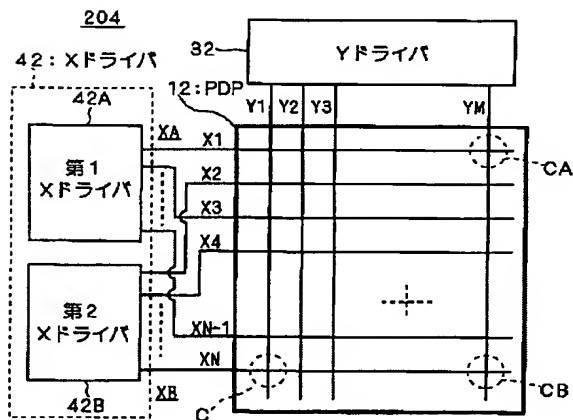 204
42:Xドライバ
32
Yドライバ
42A
12:PDP
Y1
Y2
Y3
YM
XA
X1
第1
Xドライバ
X2
X3
X4
CA
第2
Xドライバ
XN-1
XN
XB
42B
C
CB